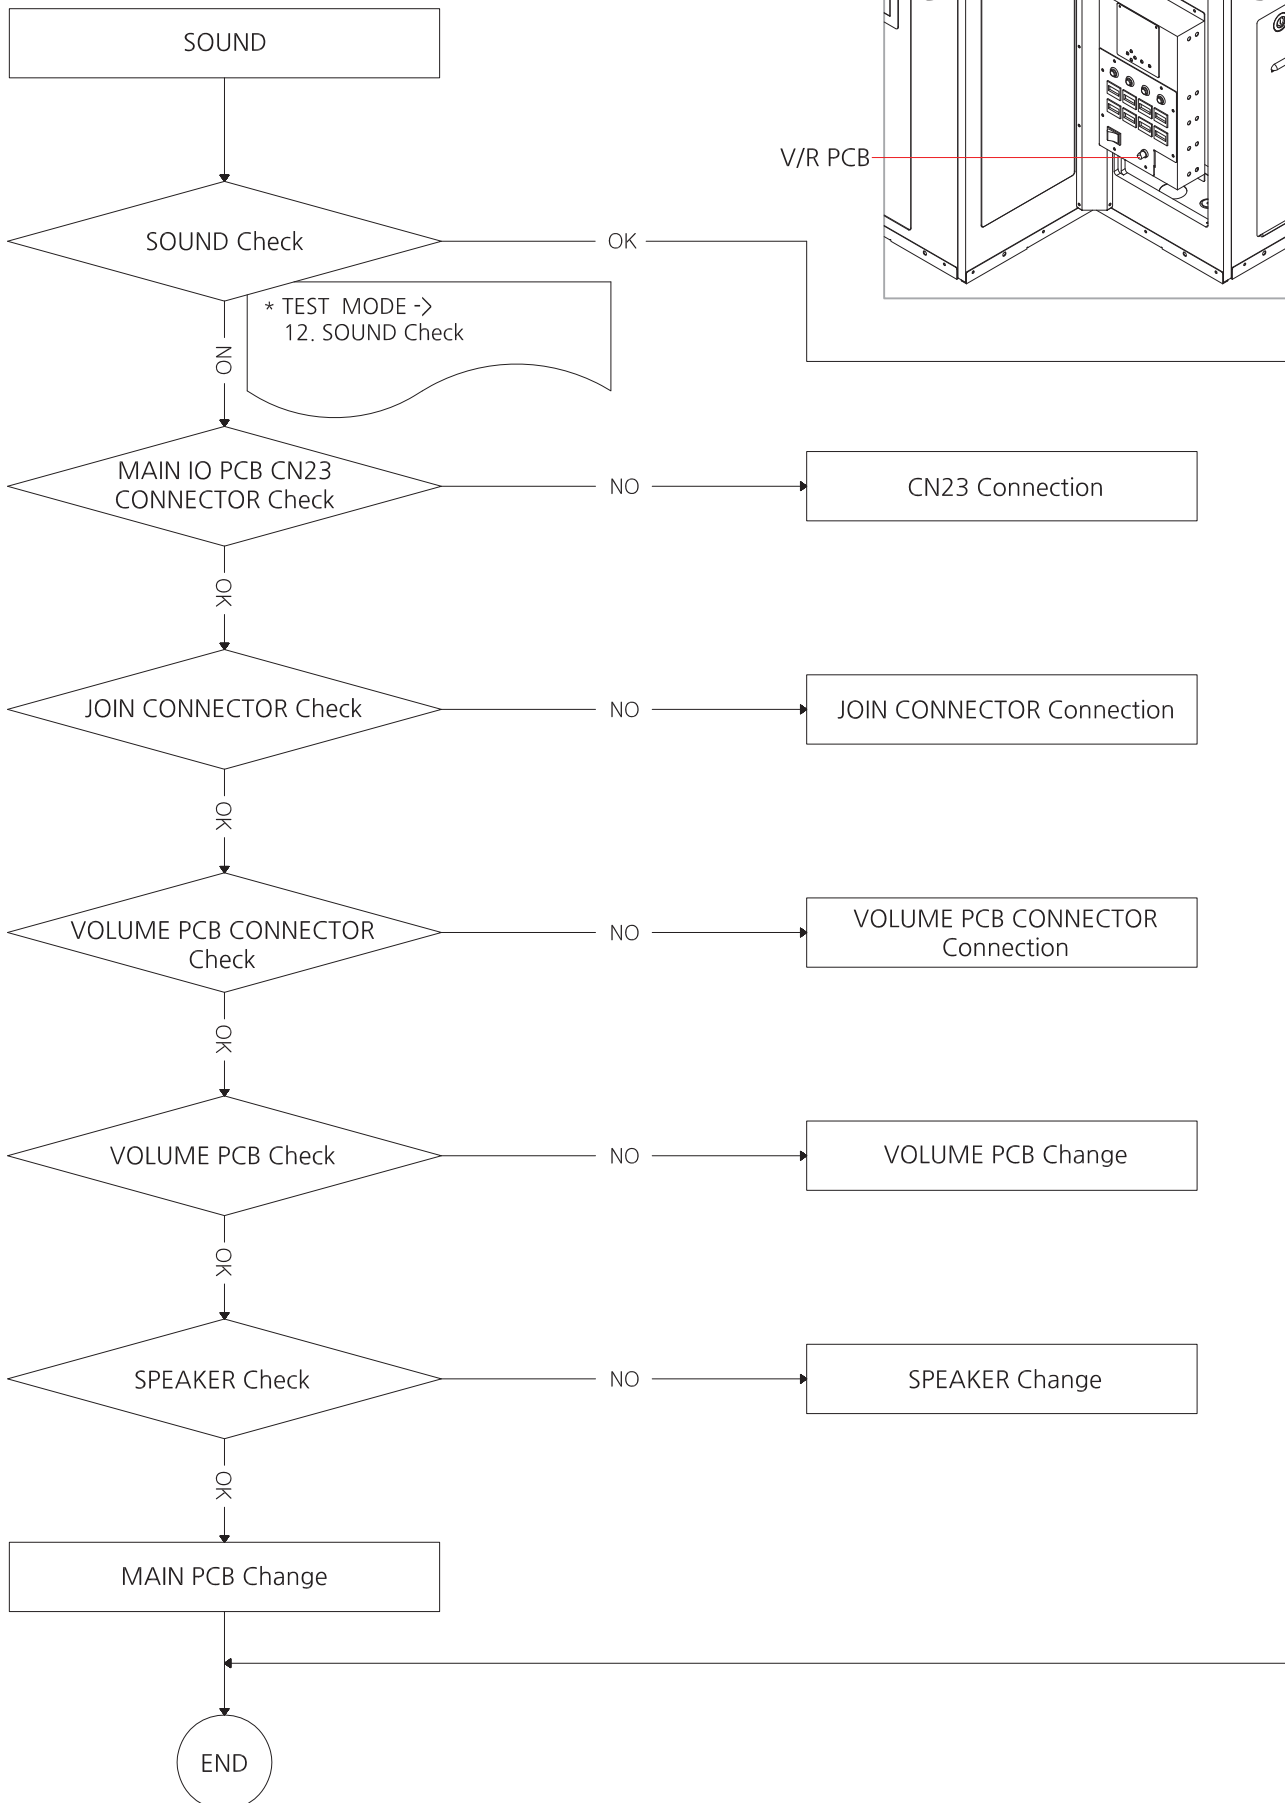 SOUND
V/R PCB
SOUND Check
OK
* TEST MODE ->
12. SOUND Check
NO
MAIN IO PCB CN23
CONNECTOR Check
NO
CN23 Connection
OK
JOIN CONNECTOR Check
NO
JOIN CONNECTOR Connection
OK
VOLUME PCB CONNECTOR
Check
NO
VOLUME PCB CONNECTOR
Connection
OK
VOLUME PCB Check
NO
VOLUME PCB Change
OK
SPEAKER Check
NO
SPEAKER Change
OK
MAIN PCB Change
END